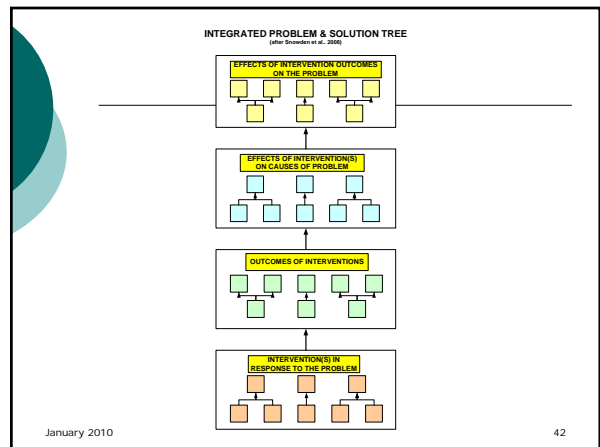 INTEGRATED PROBLEM & SOLUTION TREE
(after Snowden et al.. 2008)
EFFECTS OF INTERVENTION OUTCOMES
ON THE PROBLEM
EFFECTS OF INTERVENTION(S)
ON CAUSES OF PROBLEM
OUTCOMES OF INTERVENTIONS
INTERVENTION(S) IN
RESPONSE TO THE PROBLEM
January 2010
42